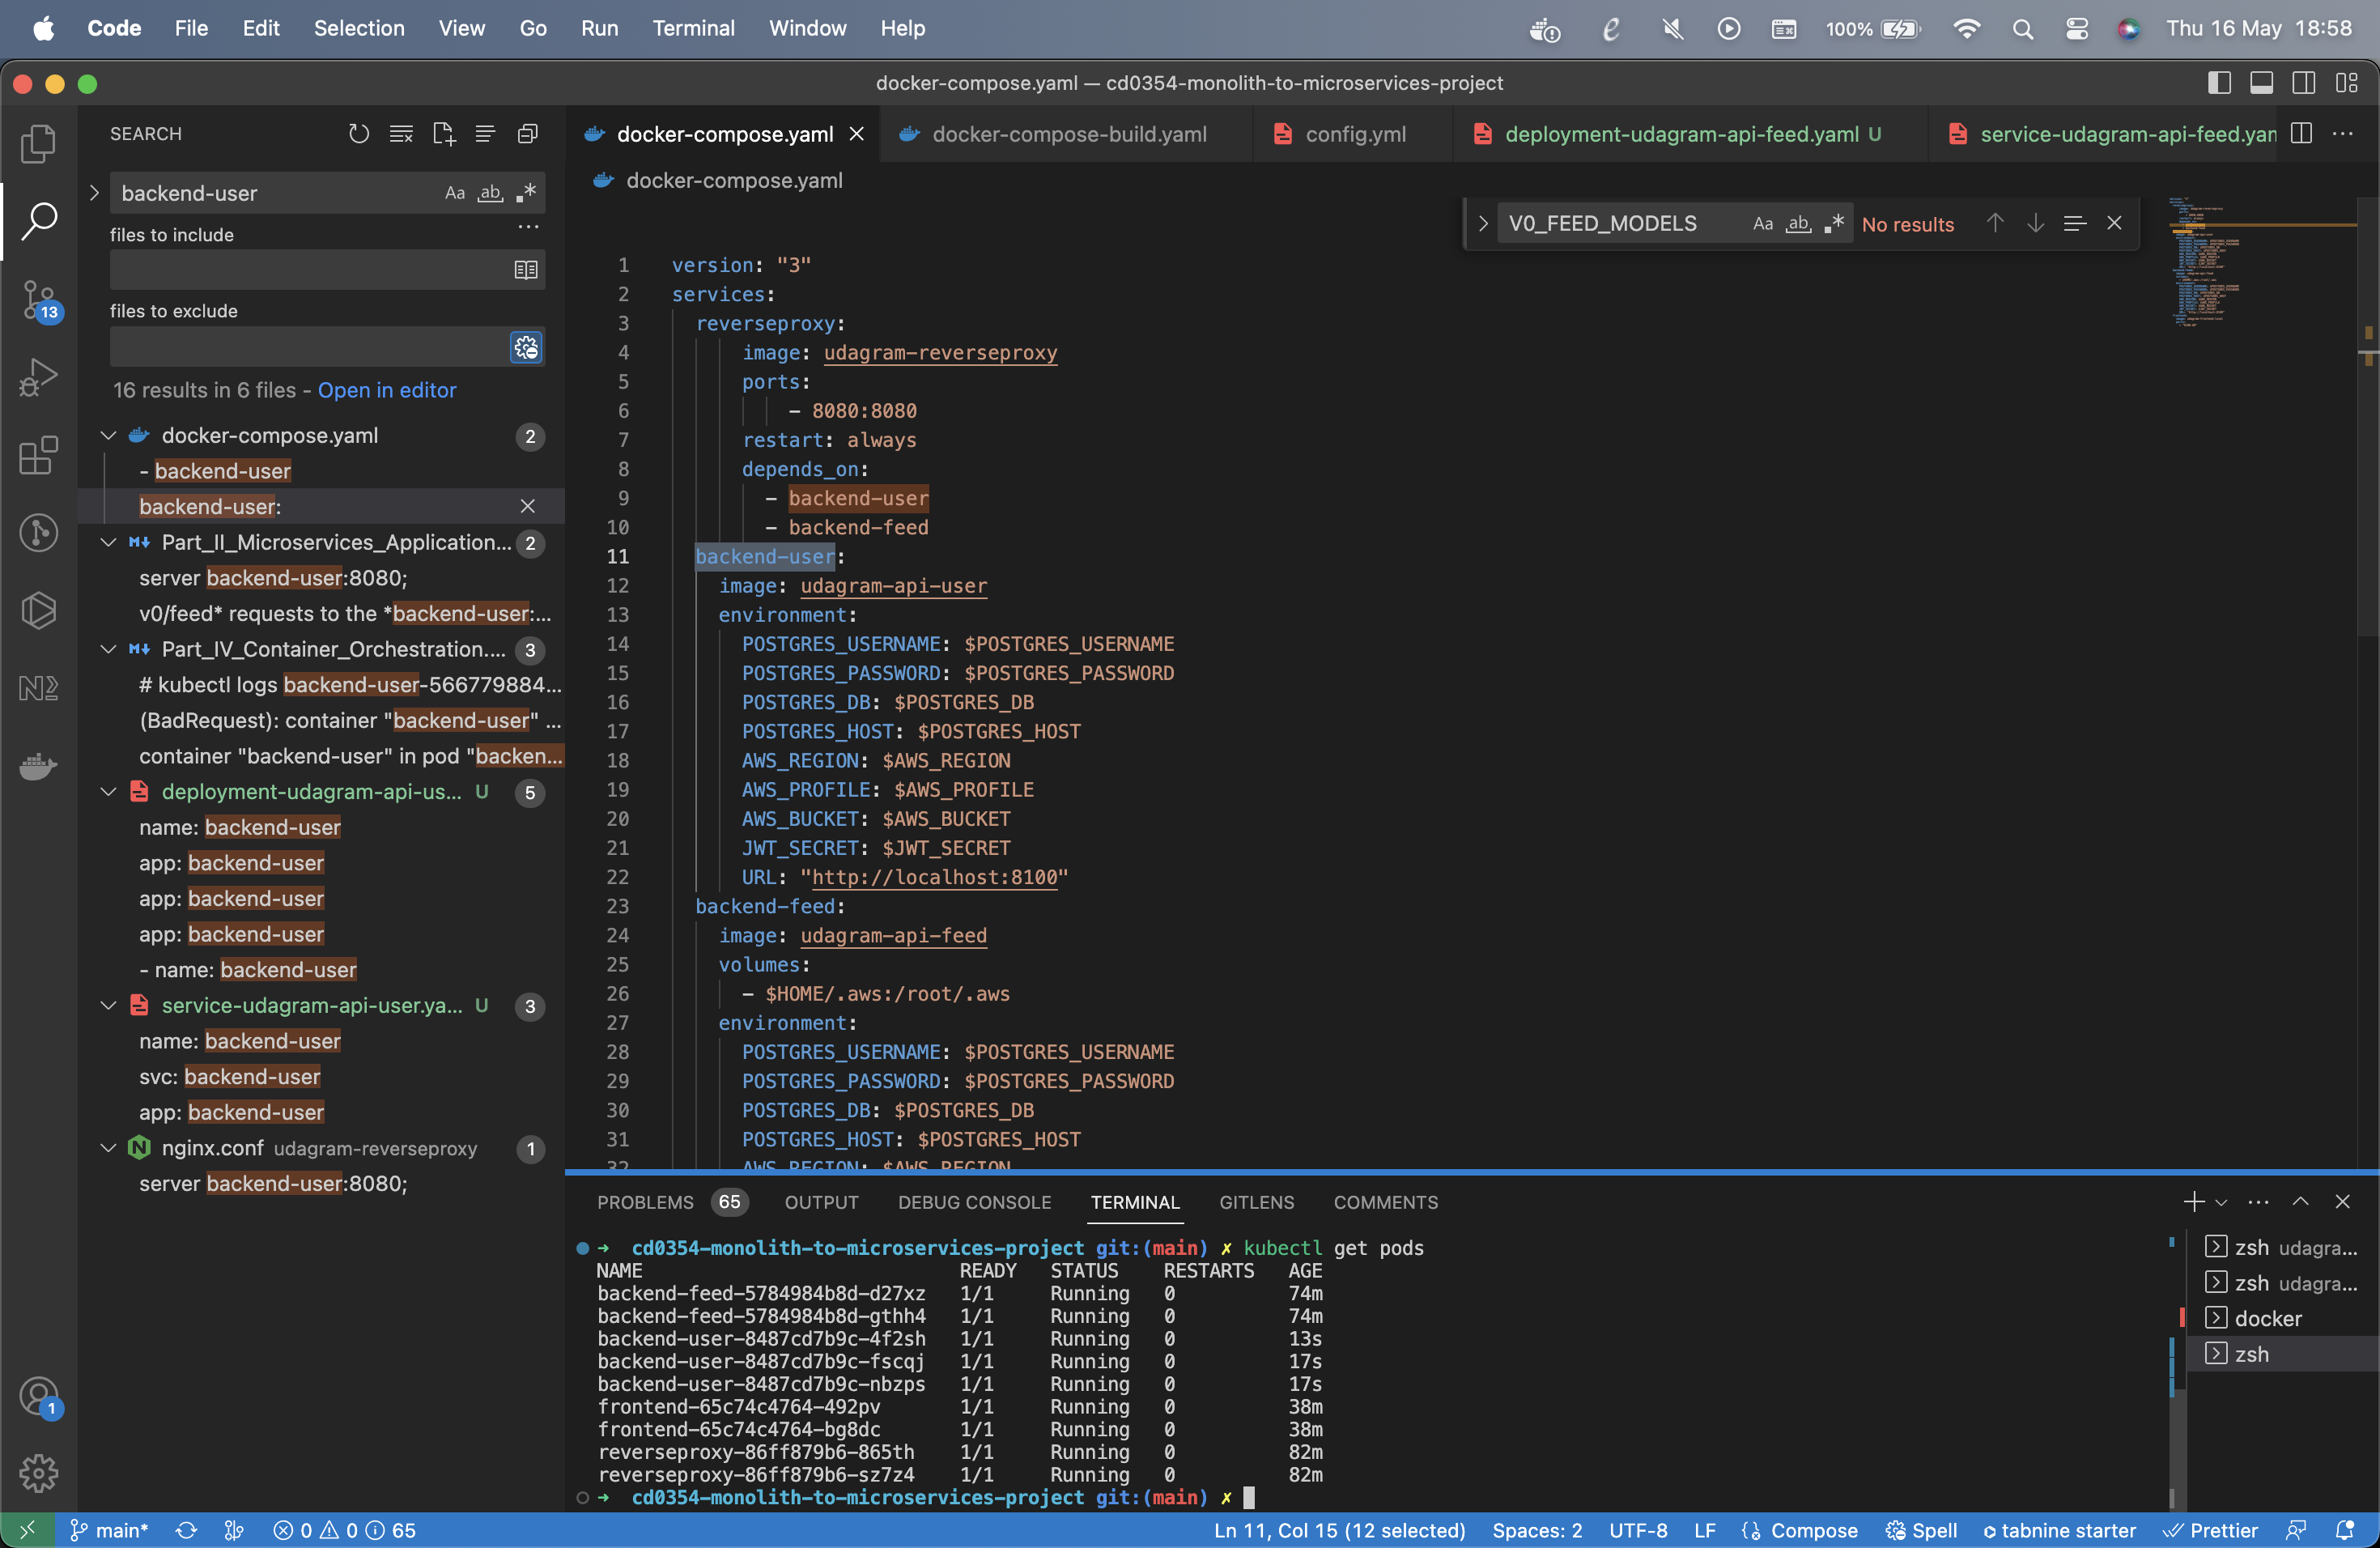 Code File Edit Selection View Go Run Terminal Window Help 100% Thu 16 May 18:58
docker-compose.yaml — cd0354-monolith-to-microservices-project
SEARCH
backend-user Aa ab
files to include
files to exclude
16 results in 6 files - Open in editor
docker-compose.yaml 2
- backend-user
backend-user:
Part_II_Microservices_Application... 2
server backend-user:8080;
v0/feed* requests to the *backend-user:...
Part_IV_Container_Orchestration.... 3
# kubectl logs backend-user-566779884...
(BadRequest): container "backend-user" ...
container "backend-user" in pod "backen...
deployment-udagram-api-us... U 5
name: backend-user
app: backend-user
app: backend-user
app: backend-user
- name: backend-user
service-udagram-api-user.ya... U 3
name: backend-user
svc: backend-user
app: backend-user
nginx.conf udagram-reverseproxy 1
server backend-user:8080;
13
1
docker-compose.yaml docker-compose-build.yaml config.yml deployment-udagram-api-feed.yaml U service-udagram-api-feed.yam
docker-compose.yaml
V0_FEED_MODELS Aa ab No results
1 version: "3"
2 services:
3 reverseproxy:
4 image: udagram-reverseproxy
5 ports:
6 - 8080:8080
7 restart: always
8 depends_on:
9 - backend-user
10 - backend-feed
11 backend-user:
12 image: udagram-api-user
13 environment:
14 POSTGRES_USERNAME: $POSTGRES_USERNAME
15 POSTGRES_PASSWORD: $POSTGRES_PASSWORD
16 POSTGRES_DB: $POSTGRES_DB
17 POSTGRES_HOST: $POSTGRES_HOST
18 AWS_REGION: $AWS_REGION
19 AWS_PROFILE: $AWS_PROFILE
20 AWS_BUCKET: $AWS_BUCKET
21 JWT_SECRET: $JWT_SECRET
22 URL: "http://localhost:8100"
23 backend-feed:
24 image: udagram-api-feed
25 volumes:
26 - $HOME/.aws:/root/.aws
27 environment:
28 POSTGRES_USERNAME: $POSTGRES_USERNAME
29 POSTGRES_PASSWORD: $POSTGRES_PASSWORD
30 POSTGRES_DB: $POSTGRES_DB
31 POSTGRES_HOST: $POSTGRES_HOST
32 AWS_REGION: $AWS_REGION
PROBLEMS 65 OUTPUT DEBUG CONSOLE TERMINAL GITLENS COMMENTS
➜ cd0354-monolith-to-microservices-project git:(main) ✗ kubectl get pods
NAME READY STATUS RESTARTS AGE
backend-feed-5784984b8d-d27xz 1/1 Running 0 74m
backend-feed-5784984b8d-gthh4 1/1 Running 0 74m
backend-user-8487cd7b9c-4f2sh 1/1 Running 0 13s
backend-user-8487cd7b9c-fscqj 1/1 Running 0 17s
backend-user-8487cd7b9c-nbzps 1/1 Running 0 17s
frontend-65c74c4764-492pv 1/1 Running 0 38m
frontend-65c74c4764-bg8dc 1/1 Running 0 38m
reverseproxy-86ff879b6-865th 1/1 Running 0 82m
reverseproxy-86ff879b6-sz7z4 1/1 Running 0 82m
➜ cd0354-monolith-to-microservices-project git:(main) ✗
zsh udagra...
zsh udagra...
docker
zsh
main* 0 0 65 Ln 11, Col 15 (12 selected) Spaces: 2 UTF-8 LF Compose Spell tabnine starter Prettier